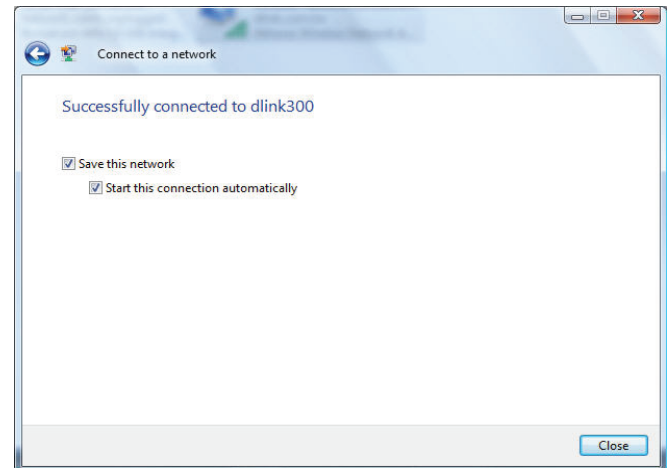 Connect to a network
Successfully connected to dlink300
Save this network
Start this connection automatically
Close